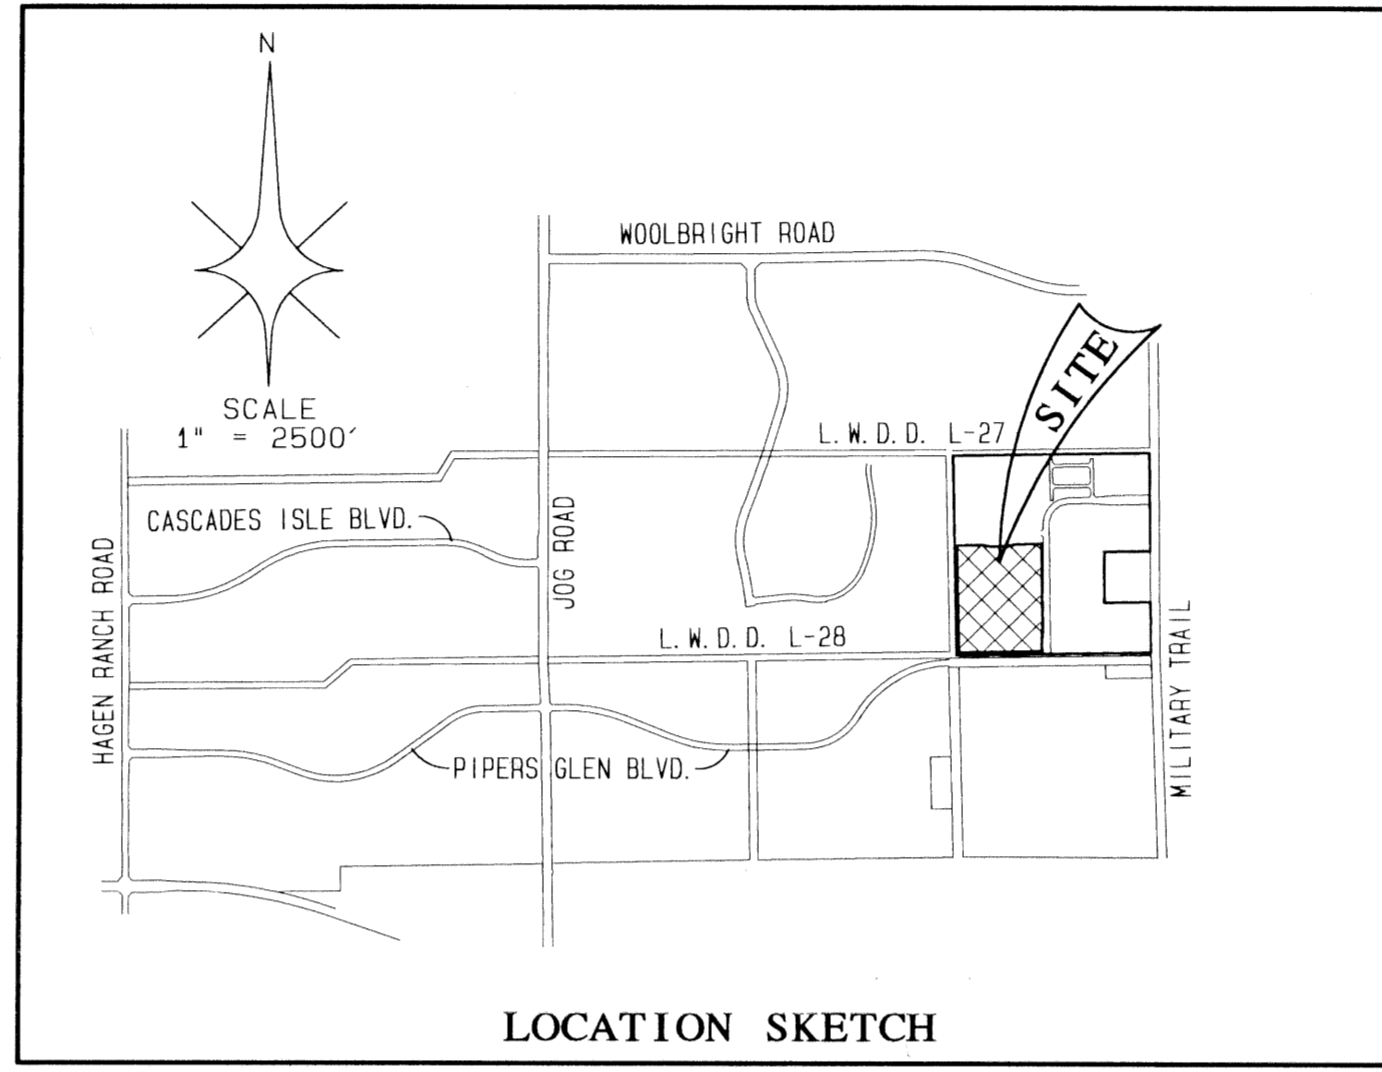 N
SCALE
1" = 2500'
WOOLBRIGHT ROAD
SITE
L.W.D.D. L-27
CASCADES ISLE BLVD.
JOG ROAD
HAGEN RANCH ROAD
L.W.D.D. L-28
MILITARY TRAIL
PIPERS GLEN BLVD.
LOCATION SKETCH